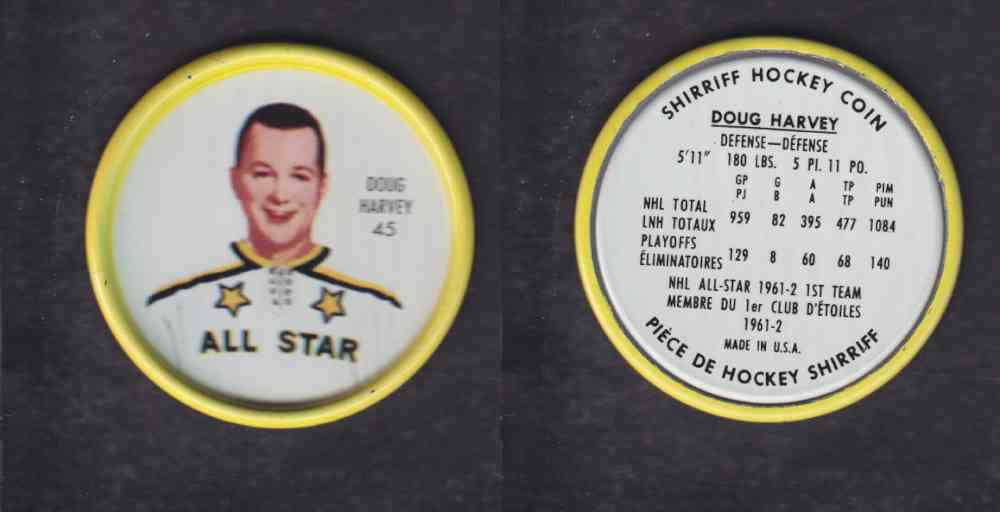 DOUG
HARVEY
45
ALL STAR
SHIRRIFF HOCKEY COIN
DOUG HARVEY
DEFENSE—DÉFENSE
5'11" 180 LBS. 5 PI. 11 PO.
GP G A TP PIM
PJ B A TP PUN
NHL TOTAL
LNH TOTAUX 959 82 395 477 1084
PLAYOFFS
ÉLIMINATOIRES 129 8 60 68 140
NHL ALL-STAR 1961-2 1ST TEAM
MEMBRE DU 1er CLUB D'ÉTOILES
1961-2
MADE IN U.S.A.
PIÈCE DE HOCKEY SHIRRIFF